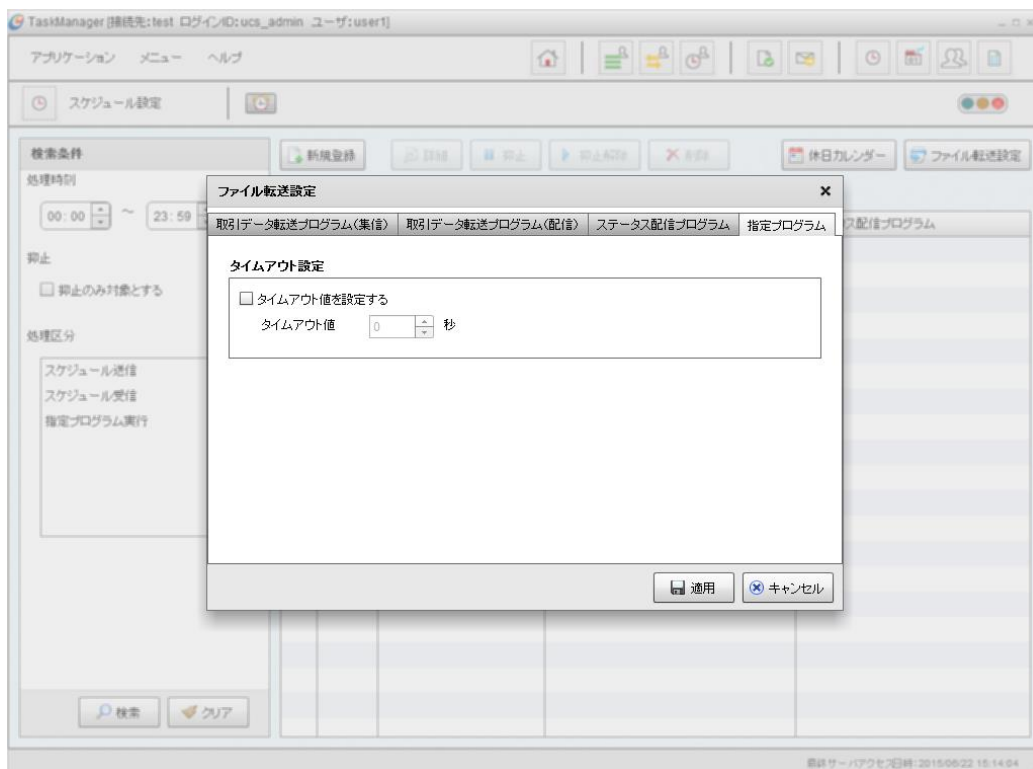 TaskManager [接続先:test ログインID:ucs_admin ユーザ:user1]
アプリケーション メニュー ヘルプ
スケジュール設定
検索条件
新規登録 詳細 抑止 抑止解除 削除 休日カレンダー ファイル転送設定
処理時刻
00:00 ~ 23:59
抑止
抑止のみ対象とする
処理区分
スケジュール送信
スケジュール受信
指定プログラム実行
検索 クリア
ス配信プログラム
ファイル転送設定
取引データ転送プログラム(集信) 取引データ転送プログラム(配信) ステータス配信プログラム 指定プログラム
タイムアウト設定
タイムアウト値を設定する
タイムアウト値 0 秒
適用 キャンセル
最終サーバアクセス日時:2015/06/22 15:14:04